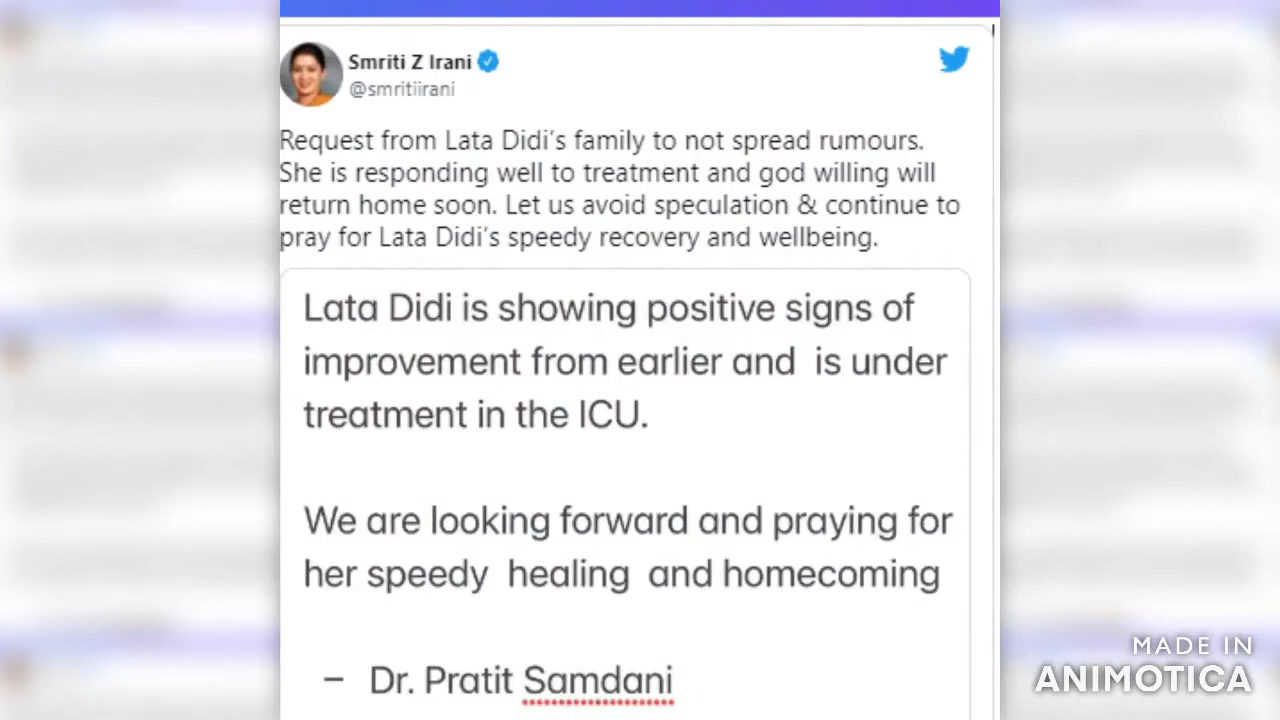 Smriti Z Irani
@smritiirani
Request from Lata Didi's family to not spread rumours.
She is responding well to treatment and god willing will
return home soon. Let us avoid speculation & continue to
pray for Lata Didi's speedy recovery and wellbeing.
Lata Didi is showing positive signs of
improvement from earlier and is under
treatment in the ICU.
We are looking forward and praying for
her speedy healing and homecoming
– Dr. Pratit Samdani
MADE IN
ANIMOTICA